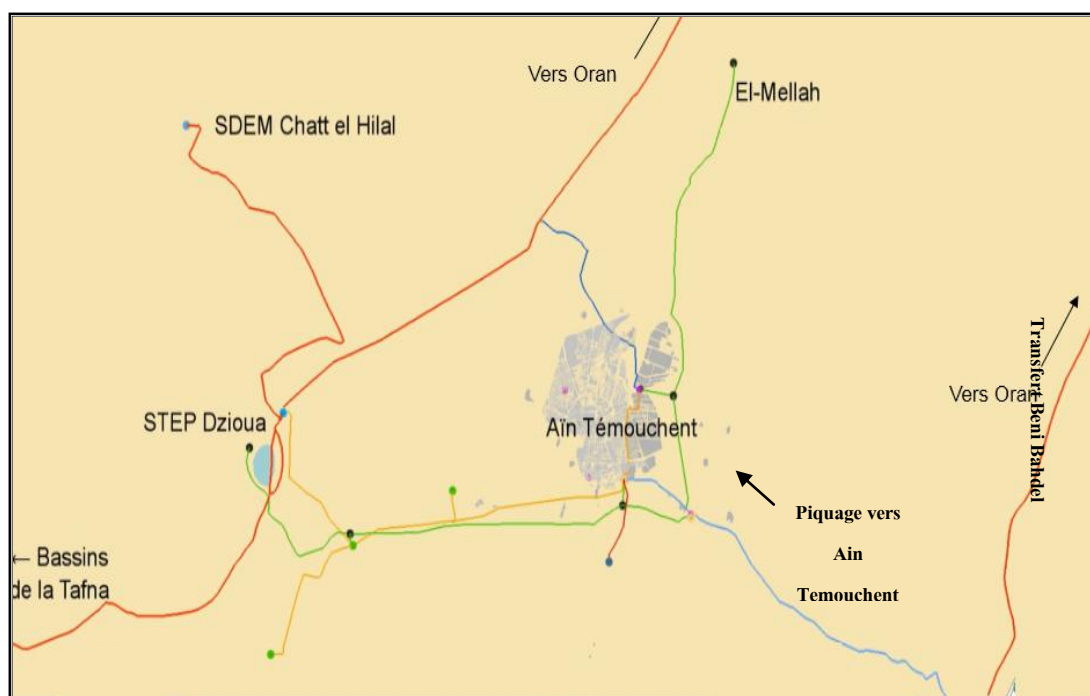 Vers Oran
El-Mellah
SDEM Chatt el Hilal
Vers Oran
Transfert Beni Bahdel
STEP Dzioua
Aïn Témouchent
Piquage vers
Ain
Temouchent
← Bassins
de la Tafna